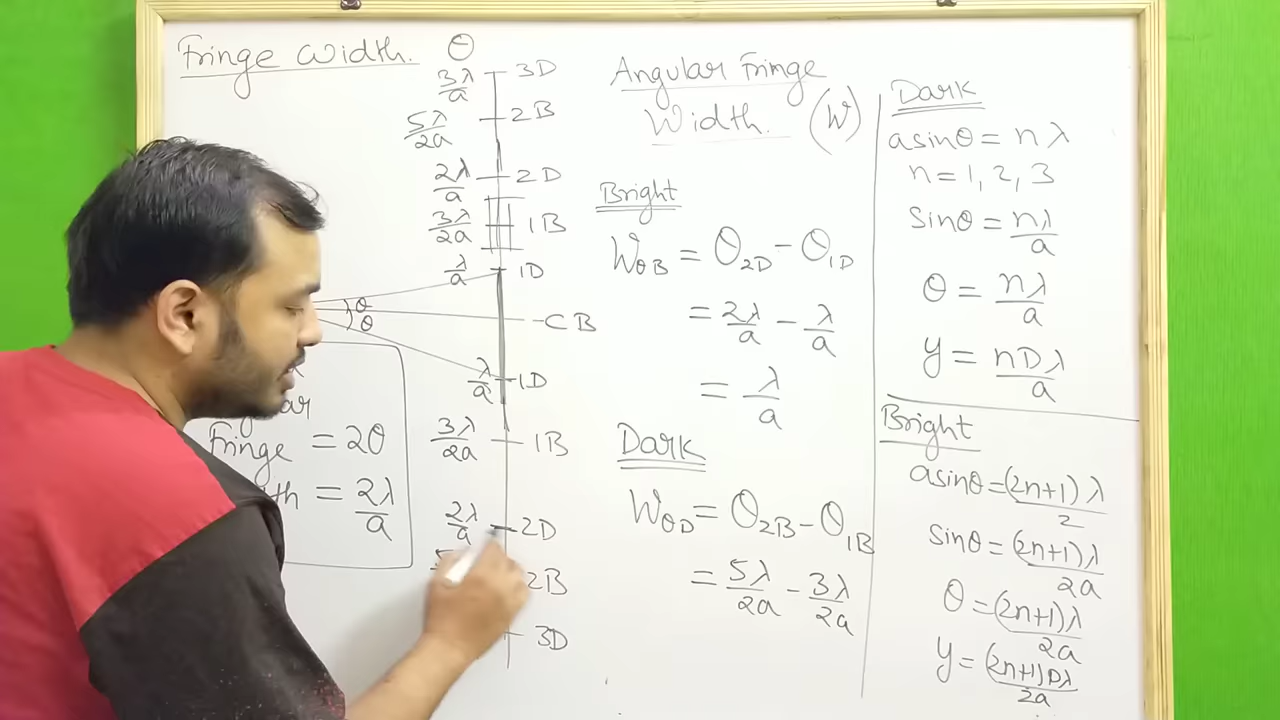 Fringe Width. θ
3λ/a 3D
5λ/2a 2B
2λ/a 2D
3λ/2a 1B
λ/a 1D
θ
θ
CB
λ/a 1D
3λ/2a 1B
2λ/a 2D
2B
3D
Fringe = 2θ
= 2λ/a
Angular Fringe
Width. (W)
Bright
WθB = θ2D - θ1D
= 2λ/a - λ/a
= λ/a
Dark
WθD = θ2B - θ1B
= 5λ/2a - 3λ/2a
Dark
asinθ = nλ
n = 1, 2, 3
sinθ = nλ/a
θ = nλ/a
y = nDλ/a
Bright
asinθ = (2n+1)λ/2
sinθ = (2n+1)λ/2a
θ = (2n+1)λ/2a
y = (2n+1)Dλ/2a